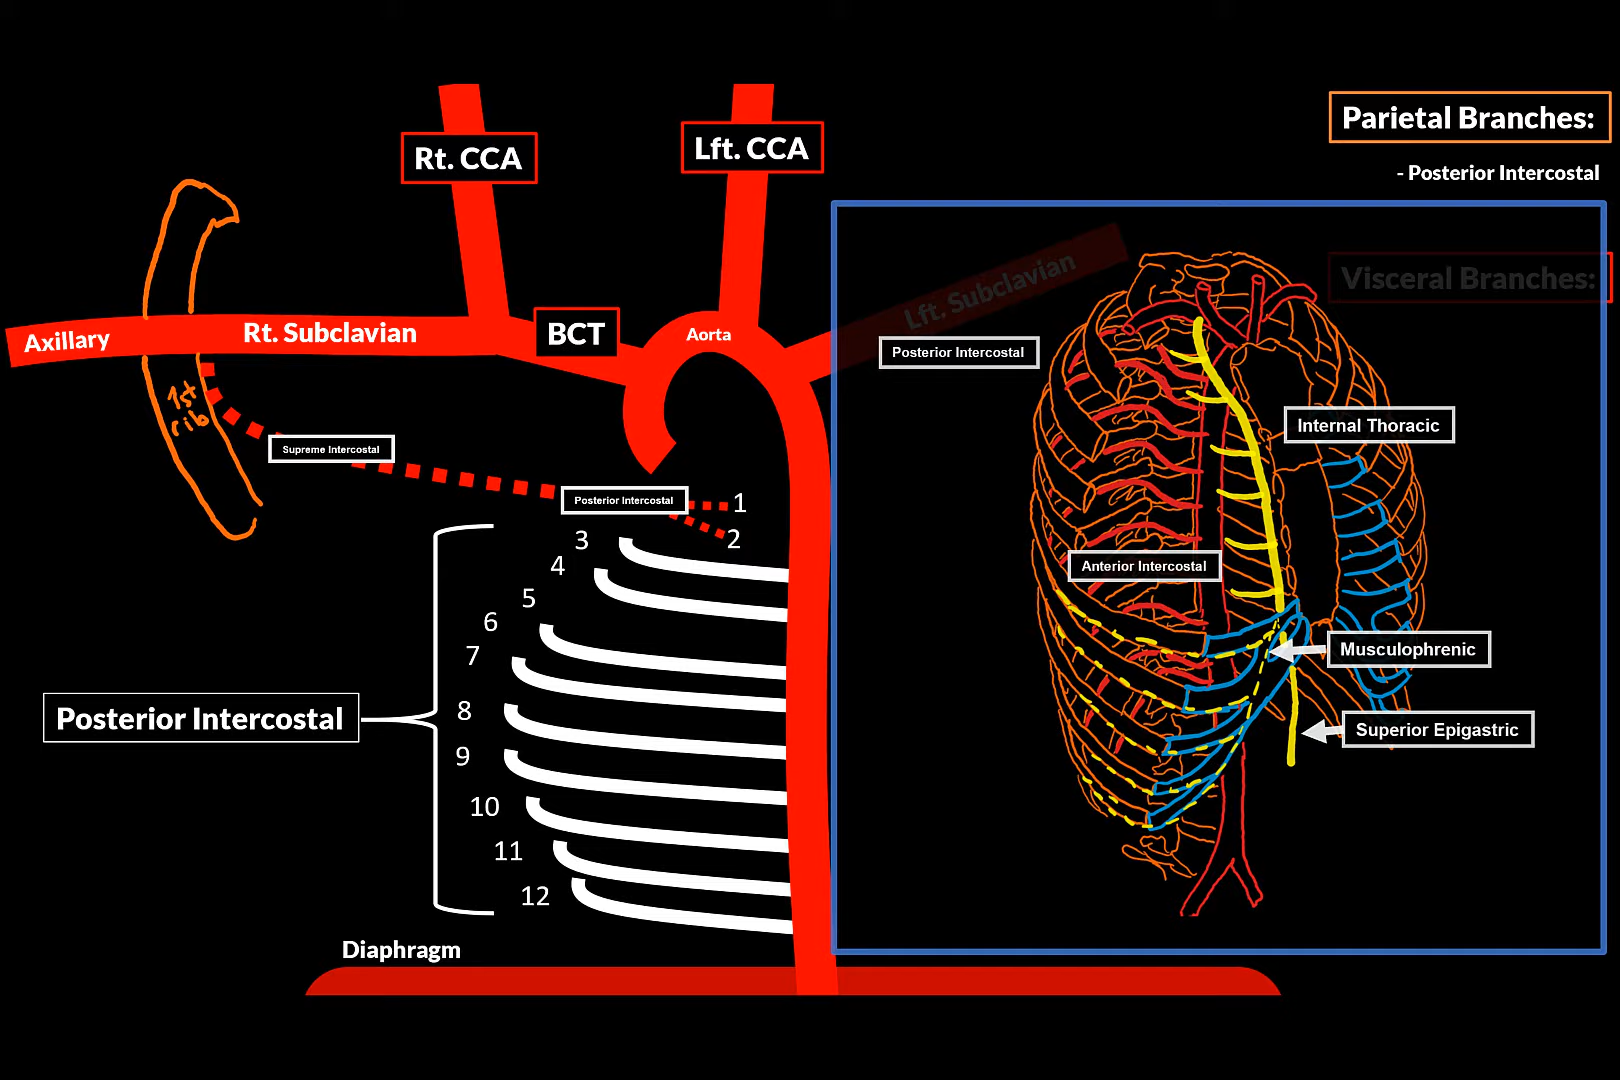 Parietal Branches:
- Posterior Intercostal
Visceral Branches:
Rt. CCA
Lft. CCA
Axillary
Rt. Subclavian
BCT
Aorta
Lft. Subclavian
1st
rib
Supreme Intercostal
Posterior Intercostal
1
2
3
4
5
6
7
8
9
10
11
12
Posterior Intercostal
Diaphragm
Posterior Intercostal
Internal Thoracic
Anterior Intercostal
Musculophrenic
Superior Epigastric